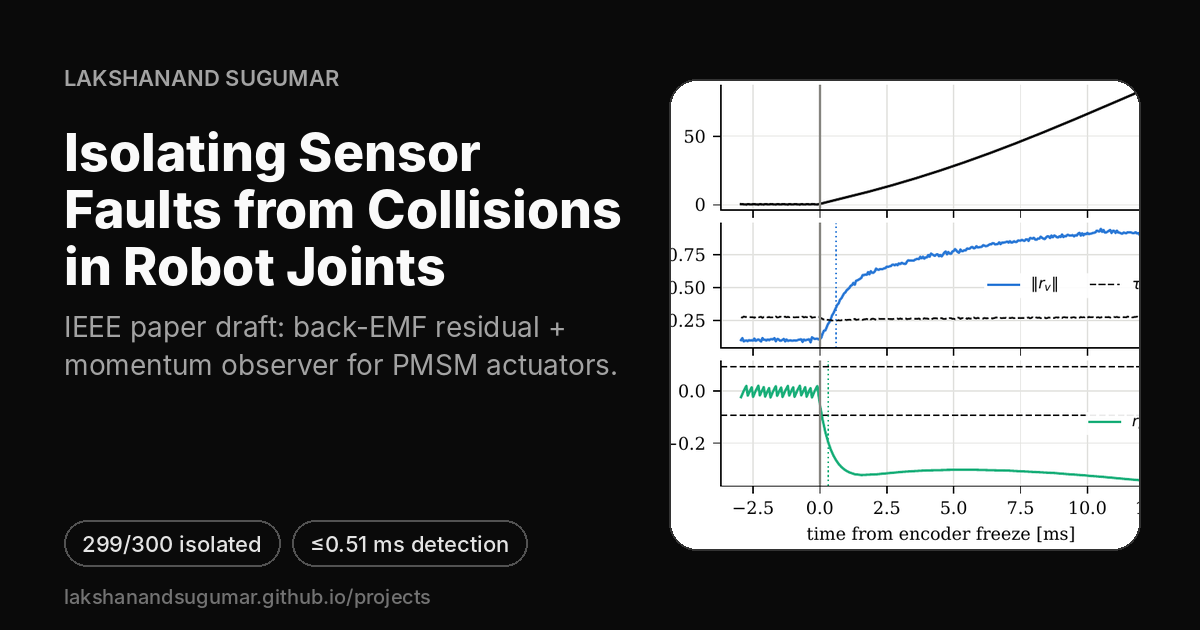 LAKSHANAND SUGUMAR
Isolating Sensor
Faults from Collisions
in Robot Joints
IEEE paper draft: back-EMF residual +
momentum observer for PMSM actuators.
299/300 isolated
≤0.51 ms detection
lakshanandsugumar.github.io/projects
50
0
0.75
0.50
0.25
‖rᵥ‖
τ
0.0
−0.2
r
−2.5 0.0 2.5 5.0 7.5 10.0
time from encoder freeze [ms]